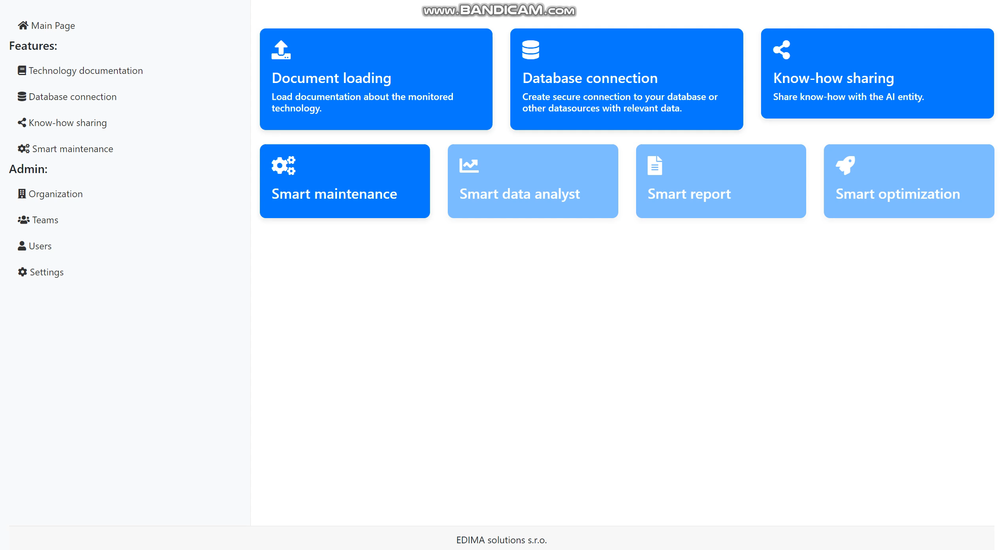 www.BANDICAM.com
Main Page
Features:
Technology documentation
Database connection
Know-how sharing
Smart maintenance
Admin:
Organization
Teams
Users
Settings
Document loading
Load documentation about the monitored
technology.
Database connection
Create secure connection to your database or
other datasources with relevant data.
Know-how sharing
Share know-how with the AI entity.
Smart maintenance
Smart data analyst
Smart report
Smart optimization
EDIMA solutions s.r.o.